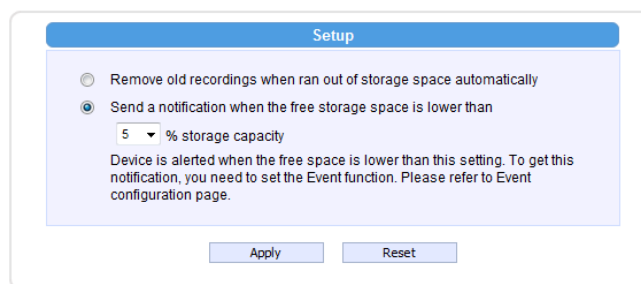 Setup
Remove old recordings when ran out of storage space automatically
Send a notification when the free storage space is lower than
5 % storage capacity
Device is alerted when the free space is lower than this setting. To get this
notification, you need to set the Event function. Please refer to Event
configuration page.
Apply Reset